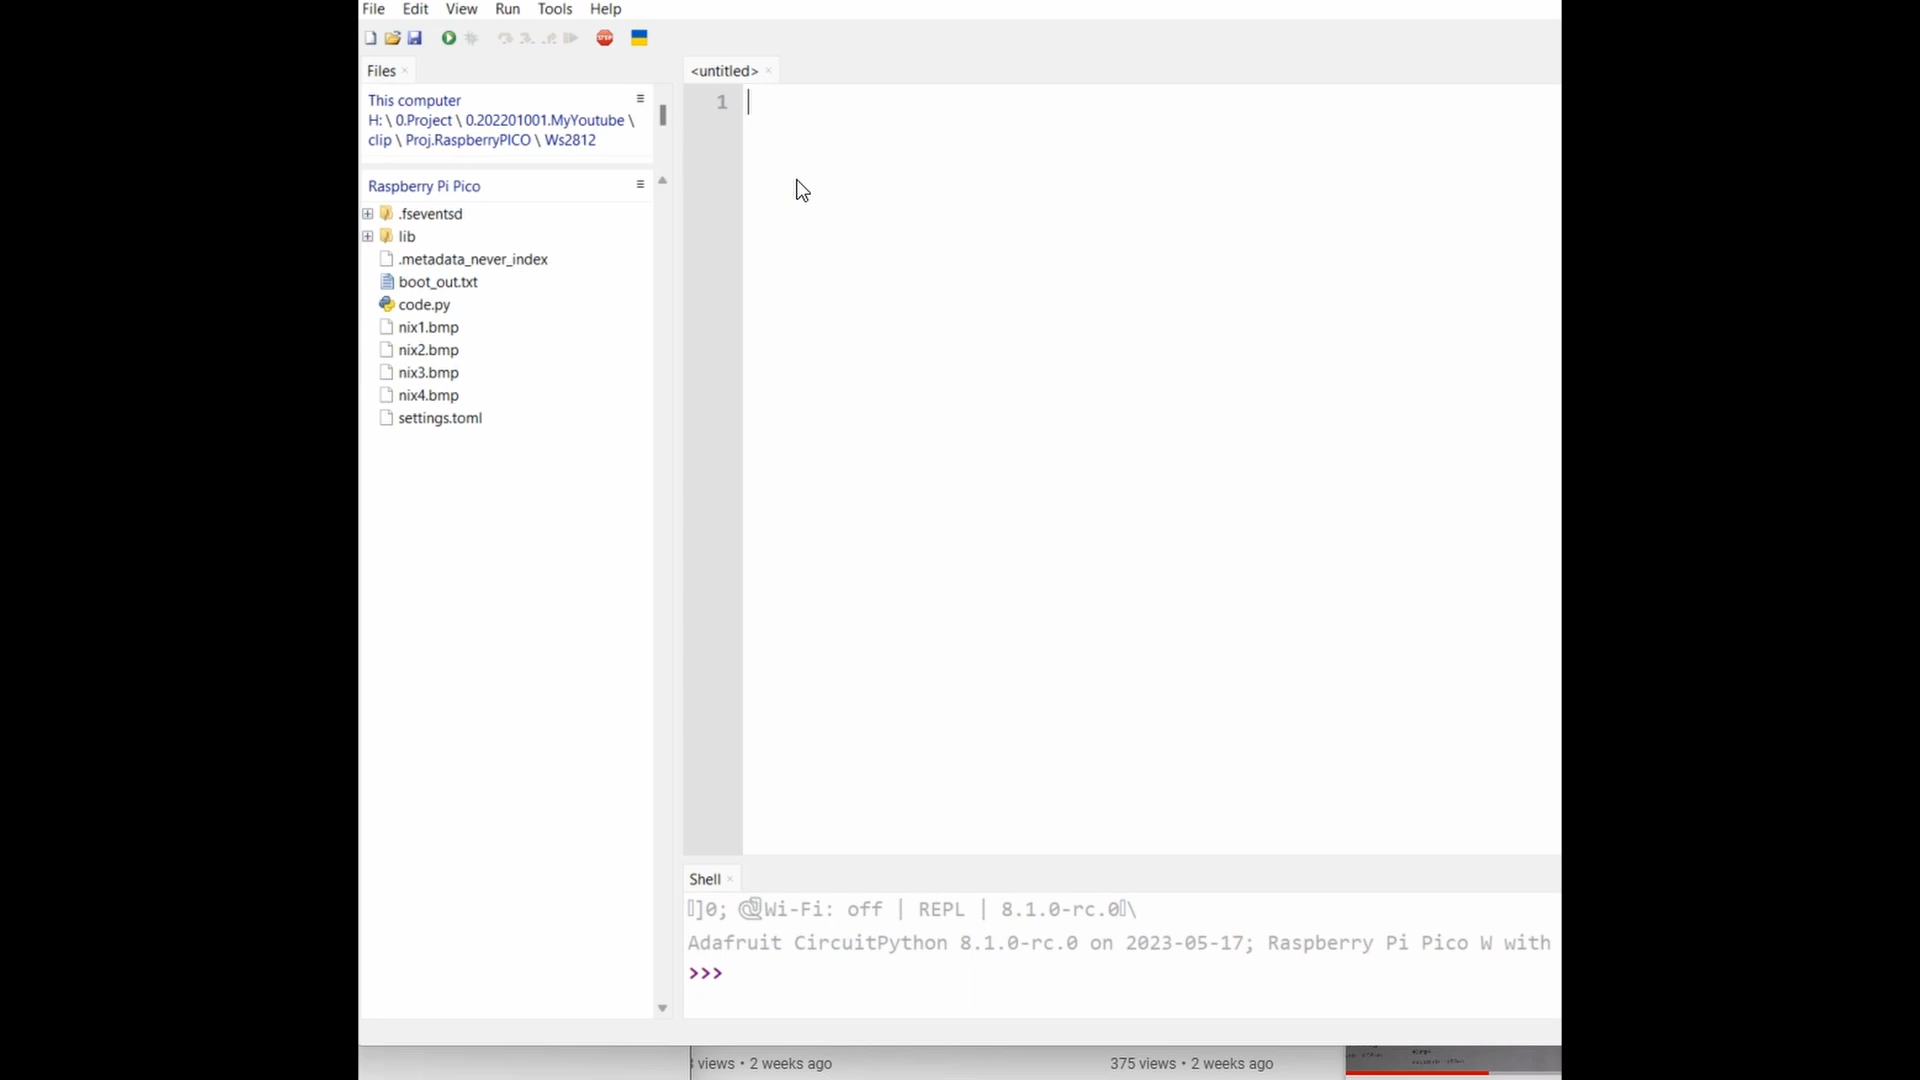 File Edit View Run Tools Help
STOP
Files
<untitled>
This computer
H: \ 0.Project \ 0.202201001.MyYoutube \
clip \ Proj.RaspberryPICO \ Ws2812
Raspberry Pi Pico
.fseventsd
lib
.metadata_never_index
boot_out.txt
code.py
nix1.bmp
nix2.bmp
nix3.bmp
nix4.bmp
settings.toml
1
Shell
]0; Wi-Fi: off | REPL | 8.1.0-rc.0\
Adafruit CircuitPython 8.1.0-rc.0 on 2023-05-17; Raspberry Pi Pico W with
>>>
views • 2 weeks ago
375 views • 2 weeks ago